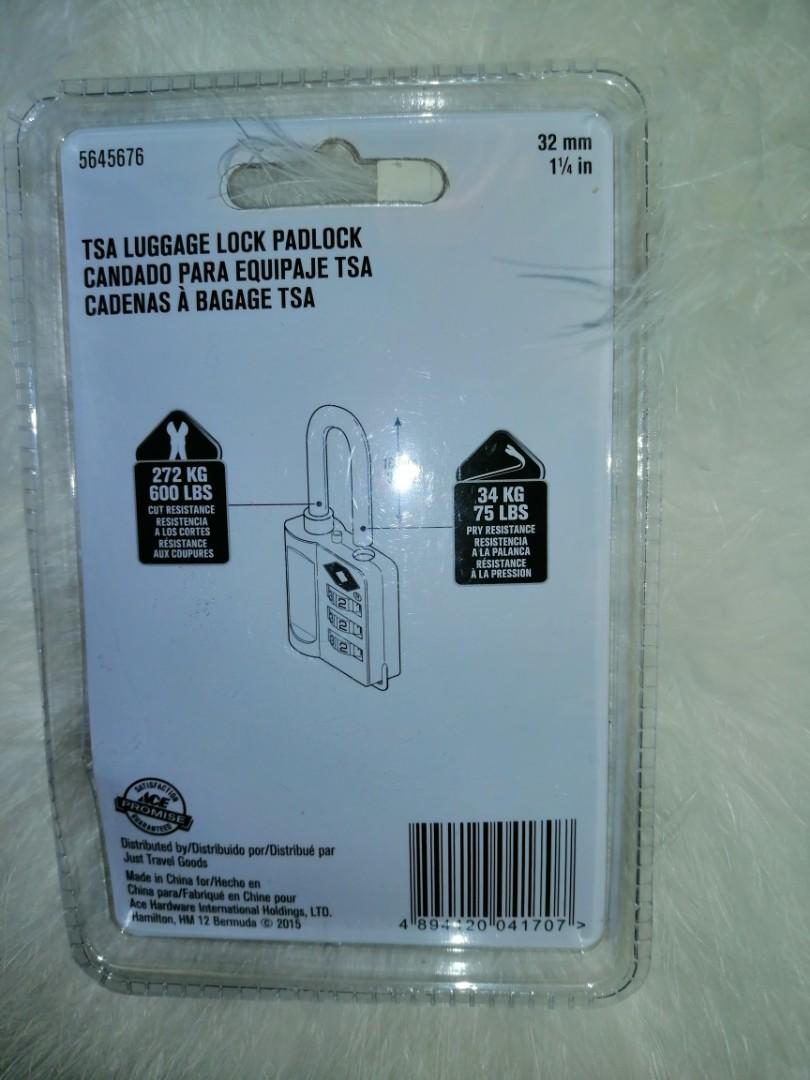 5645676
32 mm
1¼ in
TSA LUGGAGE LOCK PADLOCK
CANDADO PARA EQUIPAJE TSA
CADENAS À BAGAGE TSA
272 KG
600 LBS
CUT RESISTANCE
RESISTENCIA
A LOS CORTES
RÉSISTANCE
AUX COUPURES
34 KG
75 LBS
PRY RESISTANCE
RESISTENCIA
A LA PALANCA
RÉSISTANCE
À LA PRESSION
®
2
2
2
SATISFACTION
ACE
PROMISE
GUARANTEED
Distributed by/Distribuido por/Distribué par
Just Travel Goods
Made in China for/Hecho en
China para/Fabriqué en Chine pour
Ace Hardware International Holdings, LTD.
Hamilton, HM 12 Bermuda © 2015
4 894120 041707 >